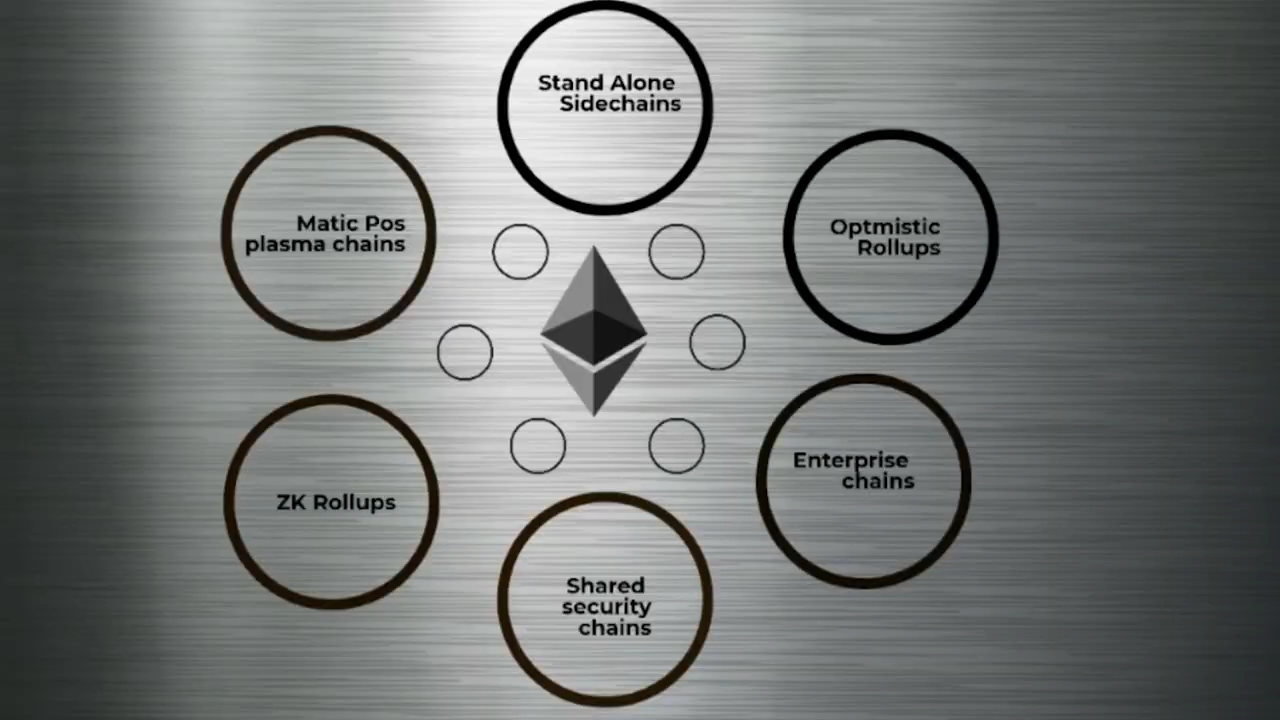 Stand Alone
Sidechains
Matic Pos
plasma chains
Optmistic
Rollups
Enterprise
chains
ZK Rollups
Shared
security
chains